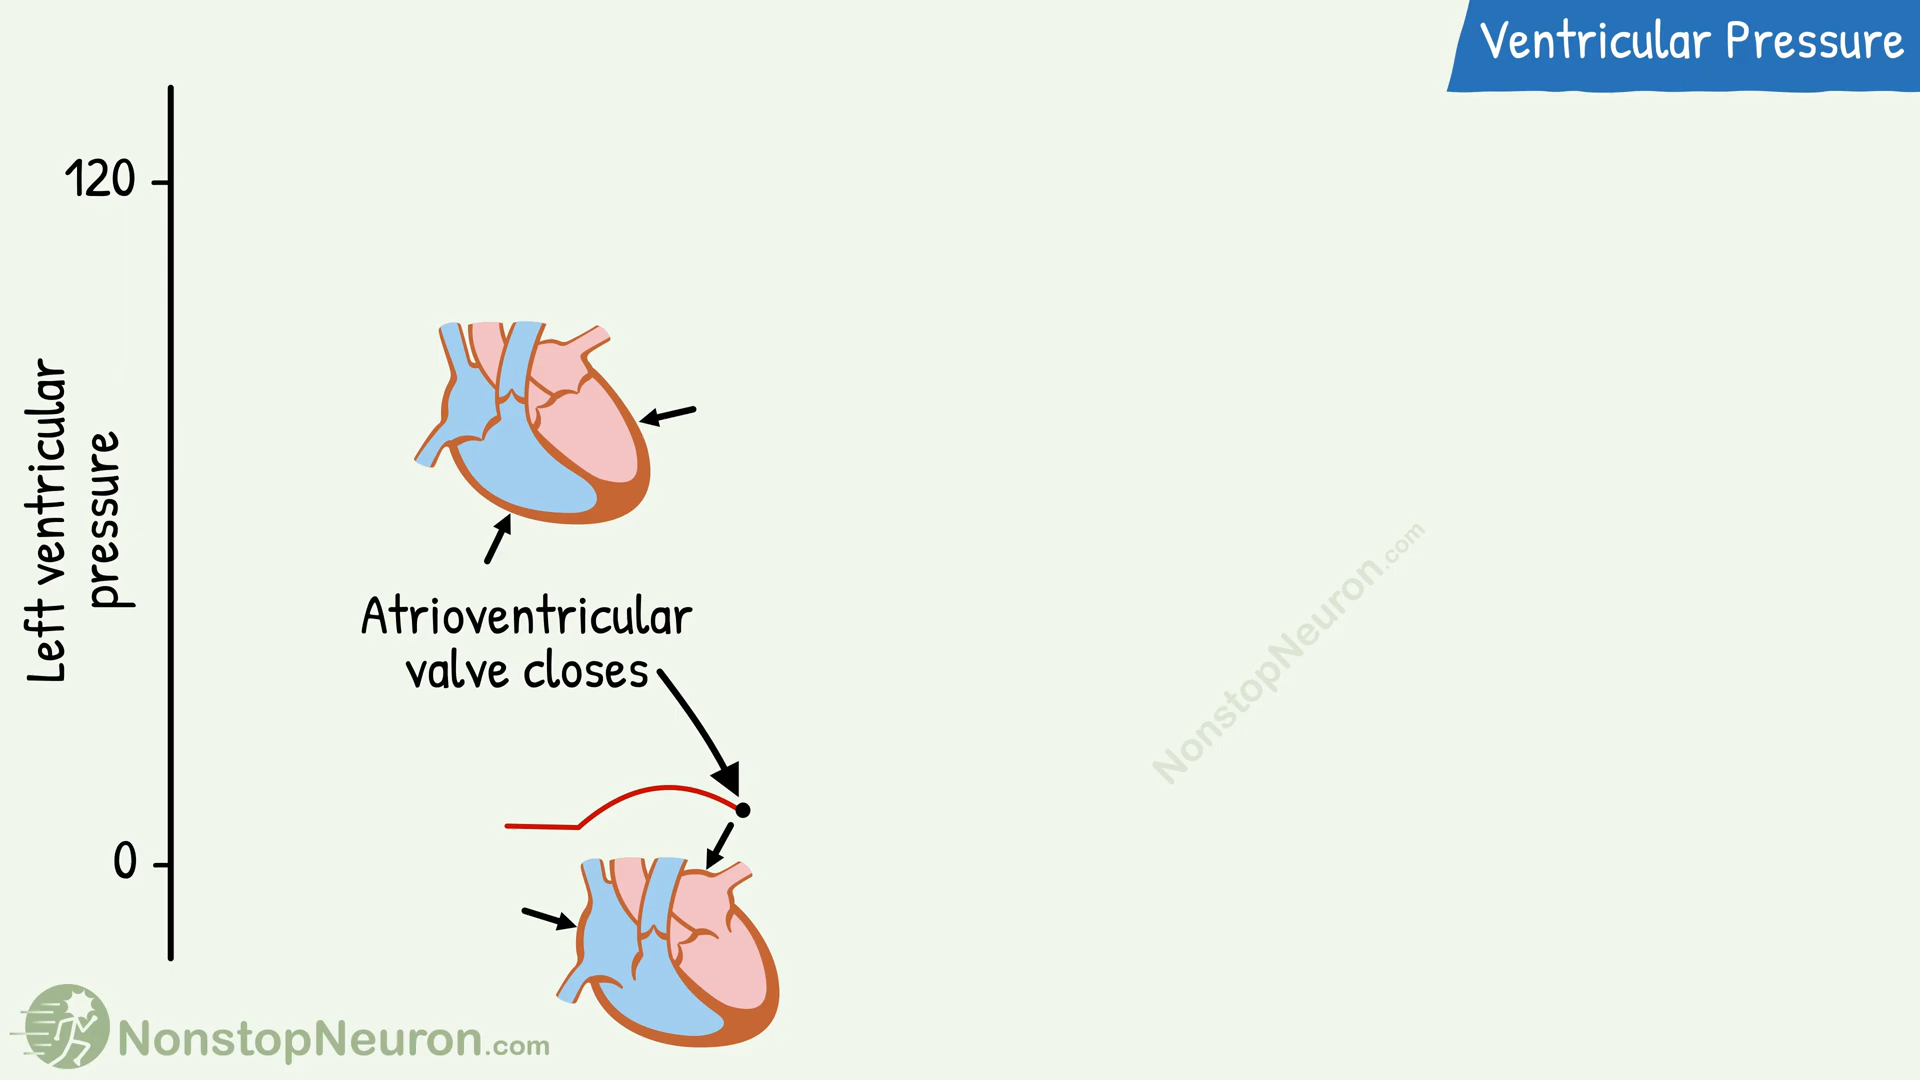 Ventricular Pressure
120
Left ventricular
pressure
Atrioventricular
valve closes
0
NonstopNeuron.com
NonstopNeuron.com